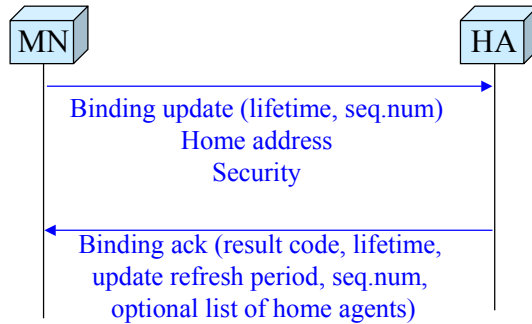 MN
HA
Binding update (lifetime, seq.num)
Home address
Security
Binding ack (result code, lifetime,
update refresh period, seq.num,
optional list of home agents)